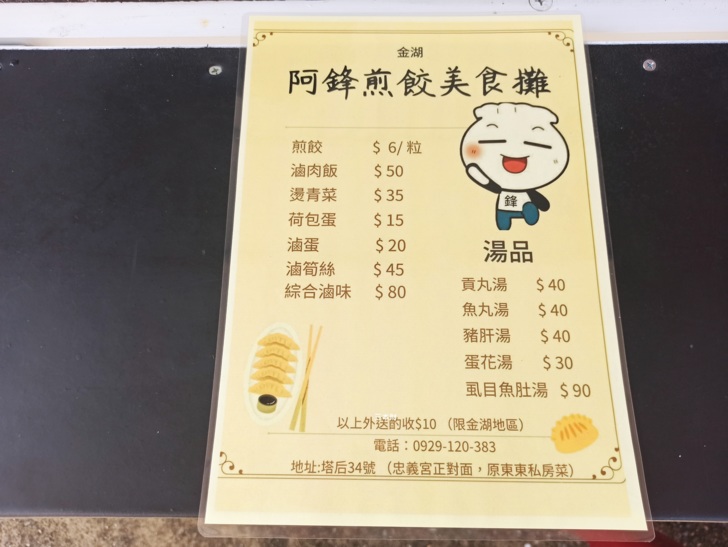 金湖
阿鋒煎餃美食攤
煎餃 $ 6/ 粒
滷肉飯 $ 50
燙青菜 $ 35
荷包蛋 $ 15
滷蛋 $ 20
滷筍絲 $ 45
綜合滷味 $ 80
鋒
湯品
貢丸湯 $ 40
魚丸湯 $ 40
豬肝湯 $ 40
蛋花湯 $ 30
虱目魚肚湯 $ 90
以上外送酌收$10 （限金湖地區）
電話：0929-120-383
地址:塔后34號 （忠義宮正對面，原東東私房菜）